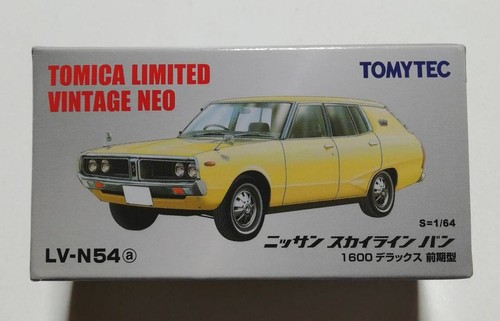 TOMICA LIMITED
VINTAGE NEO
TOMYTEC
S=1/64
LV-N54ⓐ
ニッサン スカイライン バン
1600 デラックス 前期型